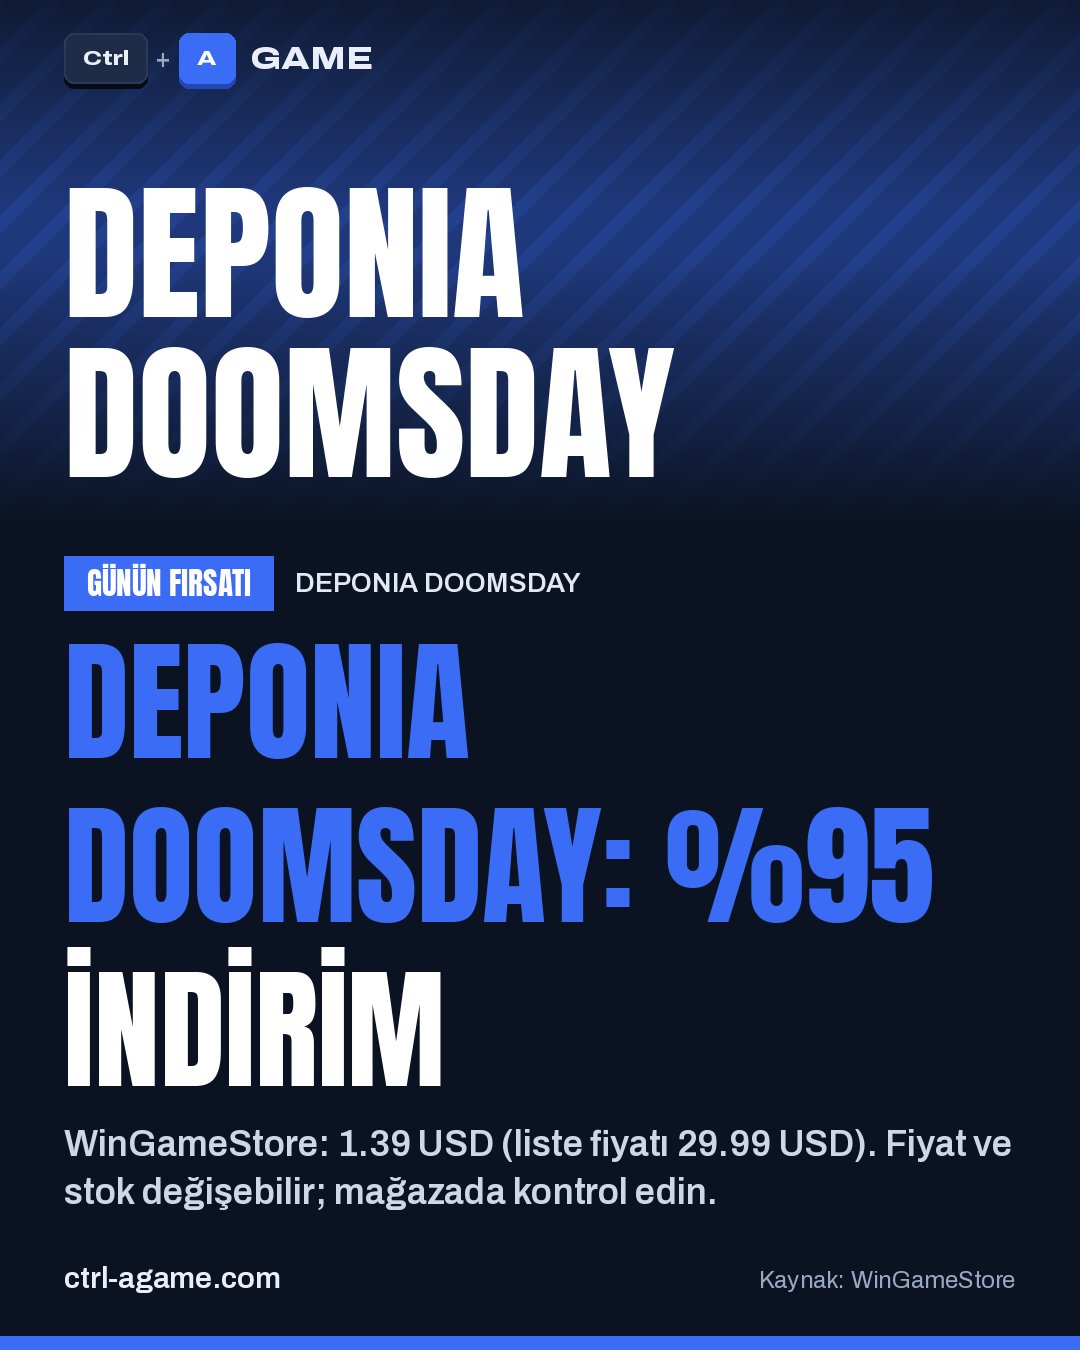 Ctrl + A GAME
DEPONIA
DOOMSDAY
GÜNÜN FIRSATI DEPONIA DOOMSDAY
DEPONIA
DOOMSDAY: %95
İNDİRİM
WinGameStore: 1.39 USD (liste fiyatı 29.99 USD). Fiyat ve
stok değişebilir; mağazada kontrol edin.
ctrl-agame.com Kaynak: WinGameStore